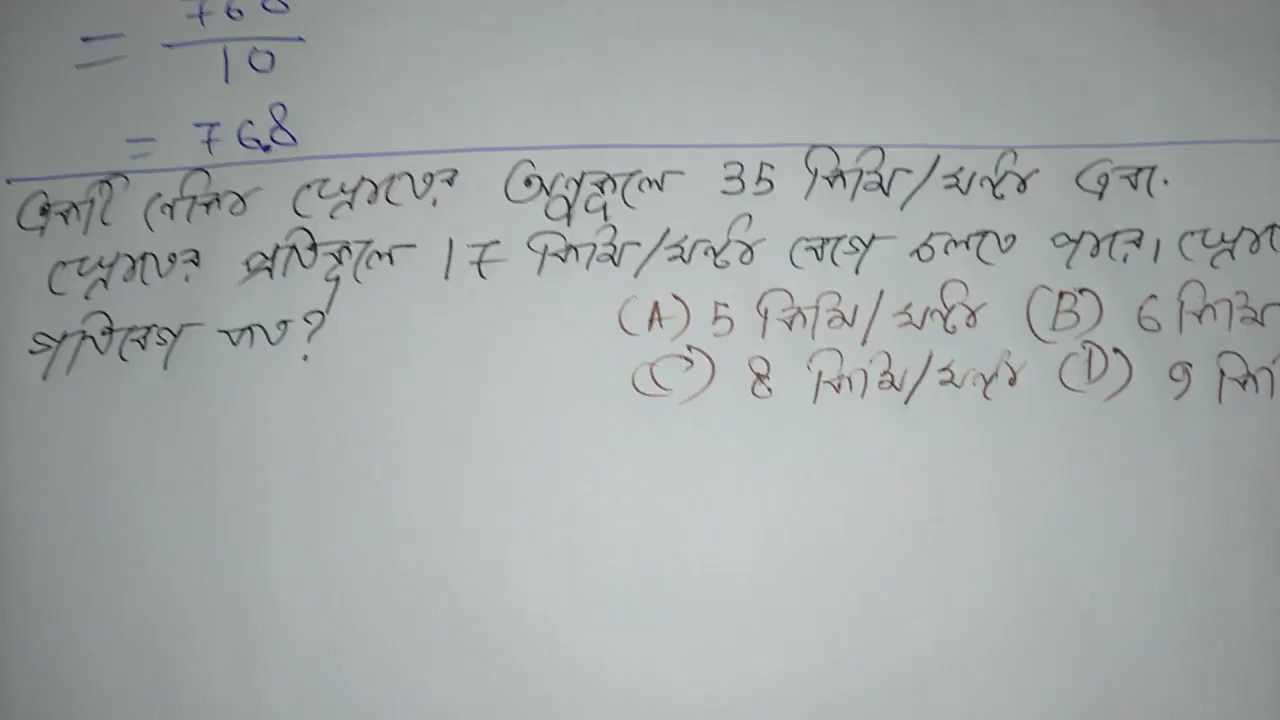 = 768/10
= 76.8
একটি নৌকা স্রোতের অনুকূলে 35 কিমি/ঘন্টা এবং
স্রোতের প্রতিকূলে 17 কিমি/ঘন্টা বেগে চলতে পারে।
গতিবেগ কত? (A) 5 কিমি/ঘন্টা (B) 6 কিমি
(C) 8 কিমি/ঘন্টা (D) 9 কি